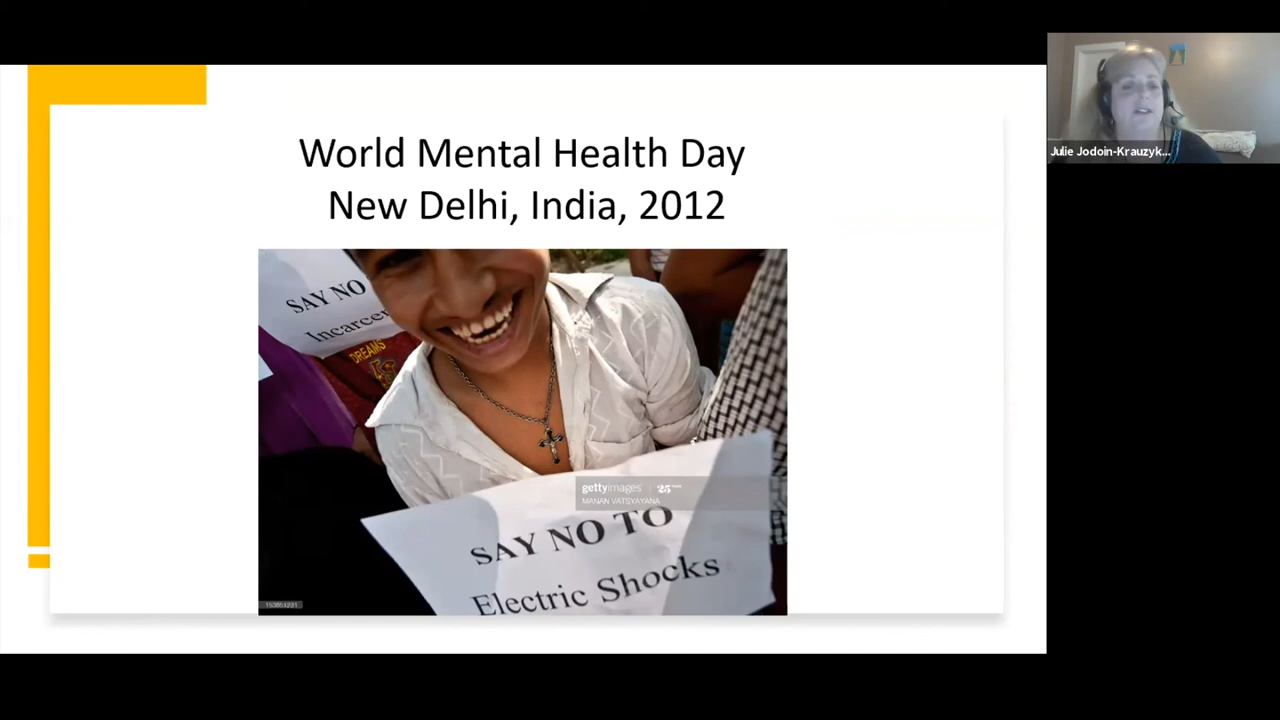 World Mental Health Day
New Delhi, India, 2012
SAY NO
Incarcer
DREAMS
gettyimages
MANAN VATSYAYANA
SAY NO TO
Electric Shocks
Julie Jodoin-Krauzyk...